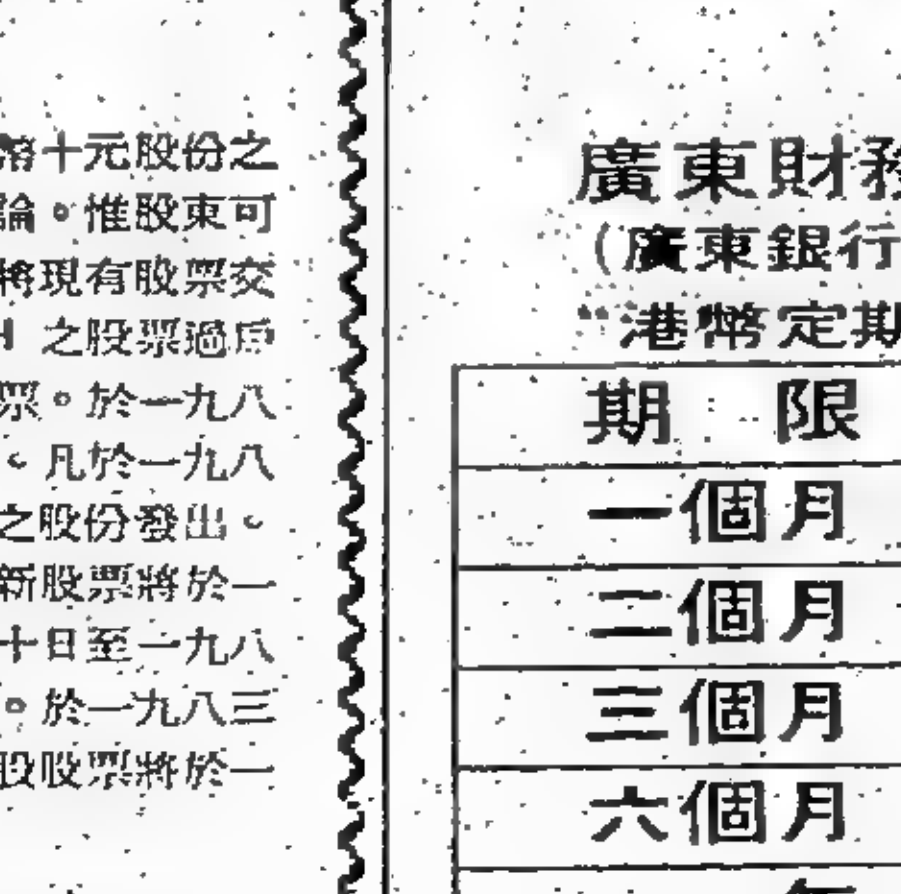 幣十元股份之
論。惟股東可
將現有股票交
之股票過戶
票。於一九八
。凡於一九八
之股份發出。
新股票將於一
十日至一九八
。於一九八三
股股票將於一
廣東財務
(廣東銀行
港幣定期
期 限
一個月
二個月
三個月
六個月